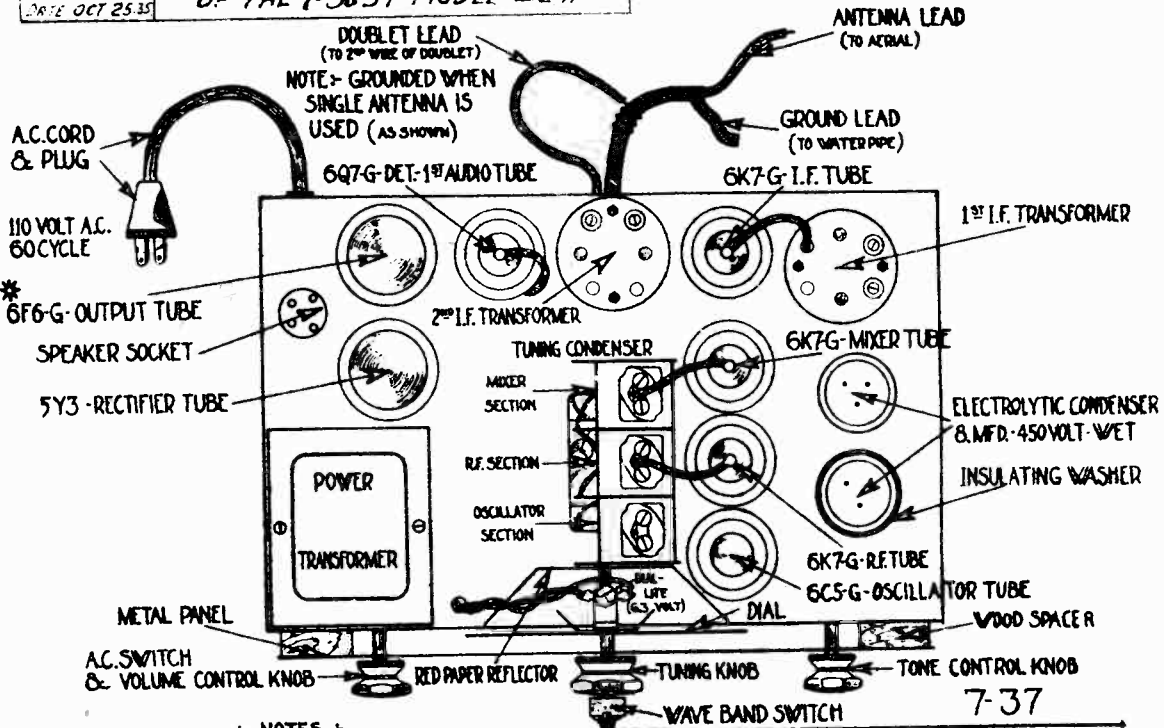 DATE OCT 25.35
ANTENNA LEAD
(TO AERIAL)
DOUBLET LEAD
(TO 2ND WIRE OF DOUBLET)
NOTE:- GROUNDED WHEN
SINGLE ANTENNA IS
USED (AS SHOWN)
GROUND LEAD
(TO WATER PIPE)
A.C. CORD
& PLUG
110 VOLT A.C.
60 CYCLE
6Q7-G-DET.-1ST AUDIO TUBE
6K7-G-I.F. TUBE
1ST I.F. TRANSFORMER
* 6F6-G-OUTPUT TUBE
SPEAKER SOCKET
2ND I.F. TRANSFORMER
5Y3-RECTIFIER TUBE
TUNING CONDENSER
MIXER
SECTION
R.F. SECTION
OSCILLATOR
SECTION
6K7-G-MIXER TUBE
ELECTROLYTIC CONDENSER
8.MFD.-450 VOLT-WET
INSULATING WASHER
POWER
TRANSFORMER
6K7-G-R.F. TUBE
6C5-G-OSCILLATOR TUBE
DIAL-
LITE
(6.3 VOLT)
DIAL
METAL PANEL
WOOD SPACER
A.C. SWITCH
& VOLUME CONTROL KNOB
RED PAPER REFLECTOR
TUNING KNOB
TONE CONTROL KNOB
WAVE BAND SWITCH
7-37
:- NOTES :-